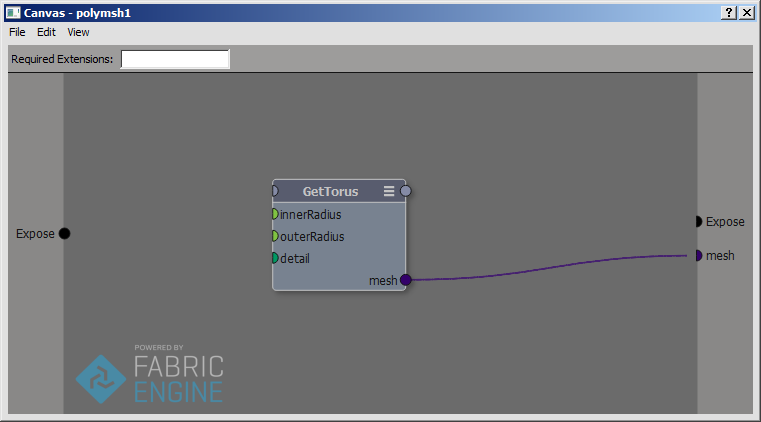 Canvas - polymsh1
File Edit View
Required Extensions:
GetTorus
innerRadius
outerRadius
detail
mesh
Expose
Expose
mesh
POWERED BY
FABRIC
ENGINE